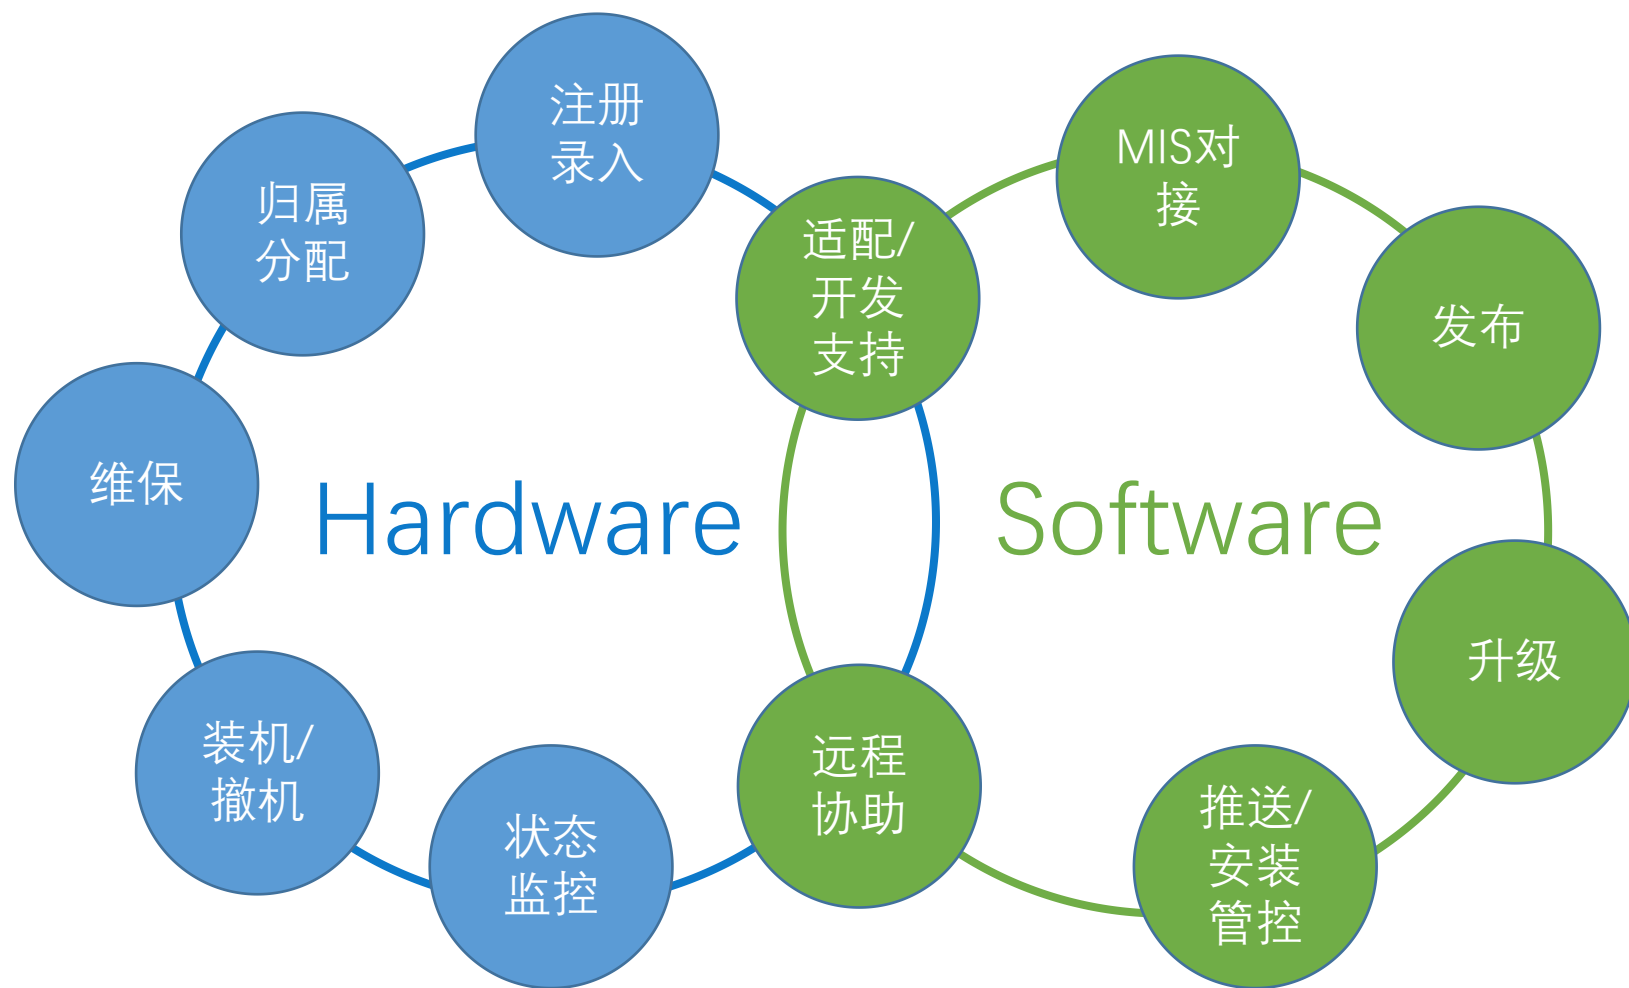 注册
录入
MIS对
接
归属
分配
适配/
开发
支持
发布
维保
Hardware
Software
升级
装机/
撤机
远程
协助
状态
监控
推送/
安装
管控